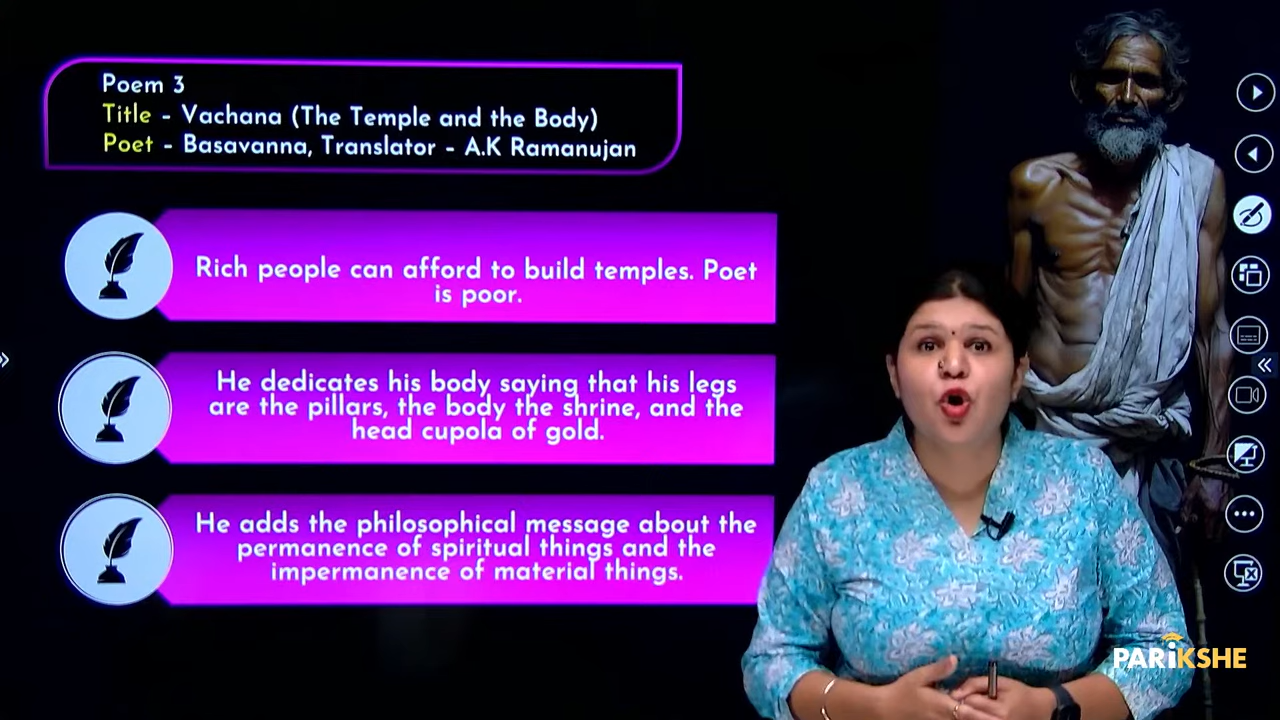 Poem 3
Title - Vachana (The Temple and the Body)
Poet - Basavanna, Translator - A.K Ramanujan
Rich people can afford to build temples. Poet
is poor.
He dedicates his body saying that his legs
are the pillars, the body the shrine, and the
head cupola of gold.
He adds the philosophical message about the
permanence of spiritual things and the
impermanence of material things.
PARIKSHE